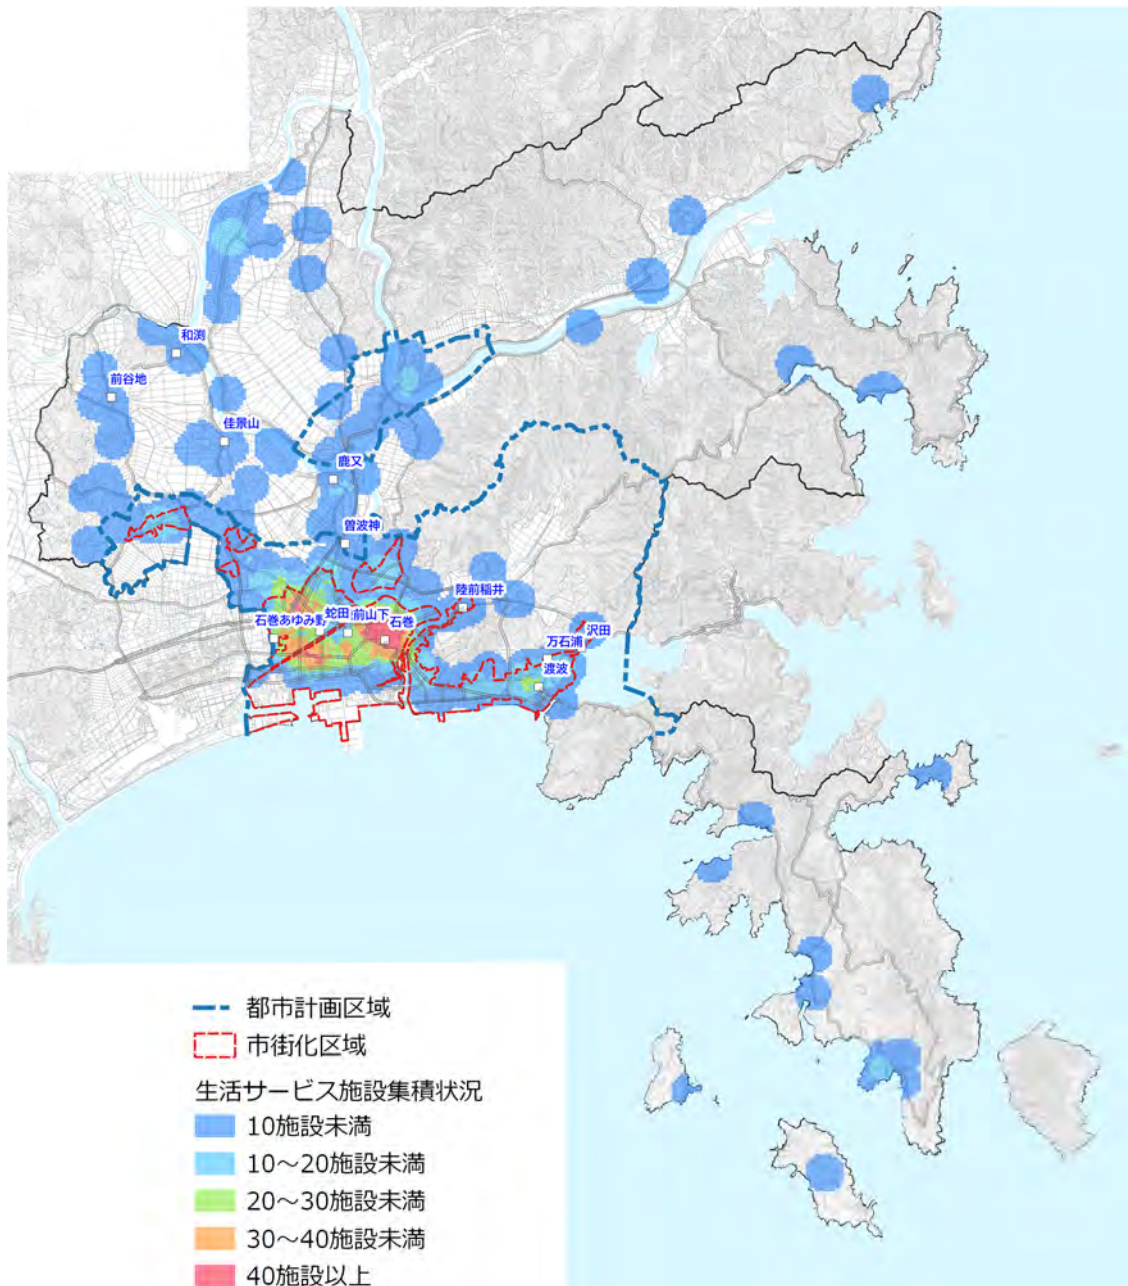 和渕
前谷地
佳景山
鹿又
曽波神
陸前稲井
石巻あゆみ野
蛇田
前山下
石巻
沢田
万石浦
渡波
都市計画区域
市街化区域
生活サービス施設集積状況
10施設未満
10～20施設未満
20～30施設未満
30～40施設未満
40施設以上